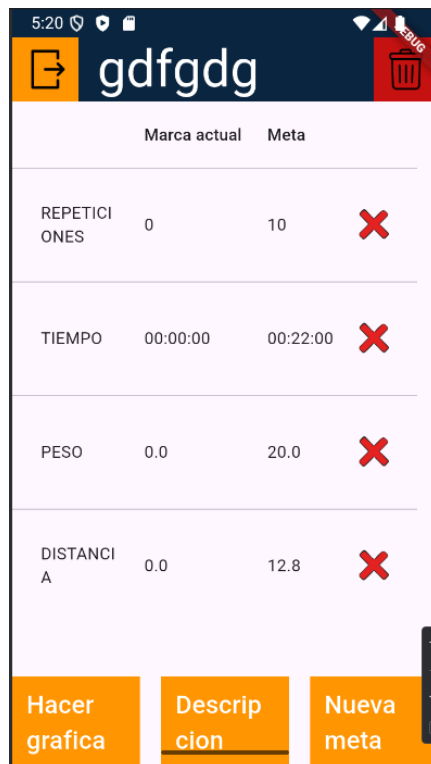 5:20
DEBUG
gdfgdg
Marca actual Meta
REPETICI
ONES
0 10
TIEMPO 00:00:00 00:22:00
PESO 0.0 20.0
DISTANCI
A
0.0 12.8
Hacer
grafica
Descrip
cion
Nueva
meta